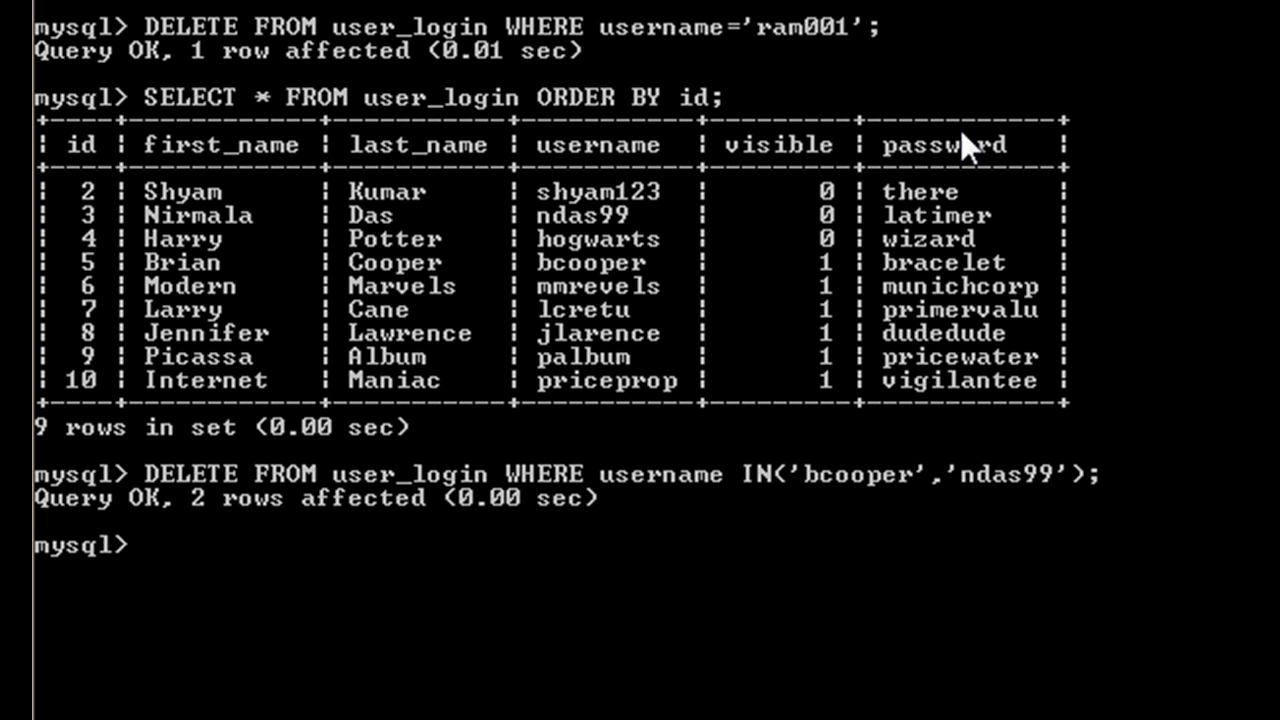 mysql> DELETE FROM user_login WHERE username='ram001';
Query OK, 1 row affected (0.01 sec)
mysql> SELECT * FROM user_login ORDER BY id;
+----+------------+-----------+-----------+---------+------------+
| id | first_name | last_name | username | visible | password |
+----+------------+-----------+-----------+---------+------------+
| 2 | Shyam | Kumar | shyam123 | 0 | there |
| 3 | Nirmala | Das | ndas99 | 0 | latimer |
| 4 | Harry | Potter | hogwarts | 0 | wizard |
| 5 | Brian | Cooper | bcooper | 1 | bracelet |
| 6 | Modern | Marvels | mmrevels | 1 | munichcorp |
| 7 | Larry | Cane | lcretu | 1 | primervalu |
| 8 | Jennifer | Lawrence | jlarence | 1 | dudedude |
| 9 | Picassa | Album | palbum | 1 | pricewater |
| 10 | Internet | Maniac | priceprop | 1 | vigilantee |
+----+------------+-----------+-----------+---------+------------+
9 rows in set (0.00 sec)
mysql> DELETE FROM user_login WHERE username IN('bcooper','ndas99');
Query OK, 2 rows affected (0.00 sec)
mysql>